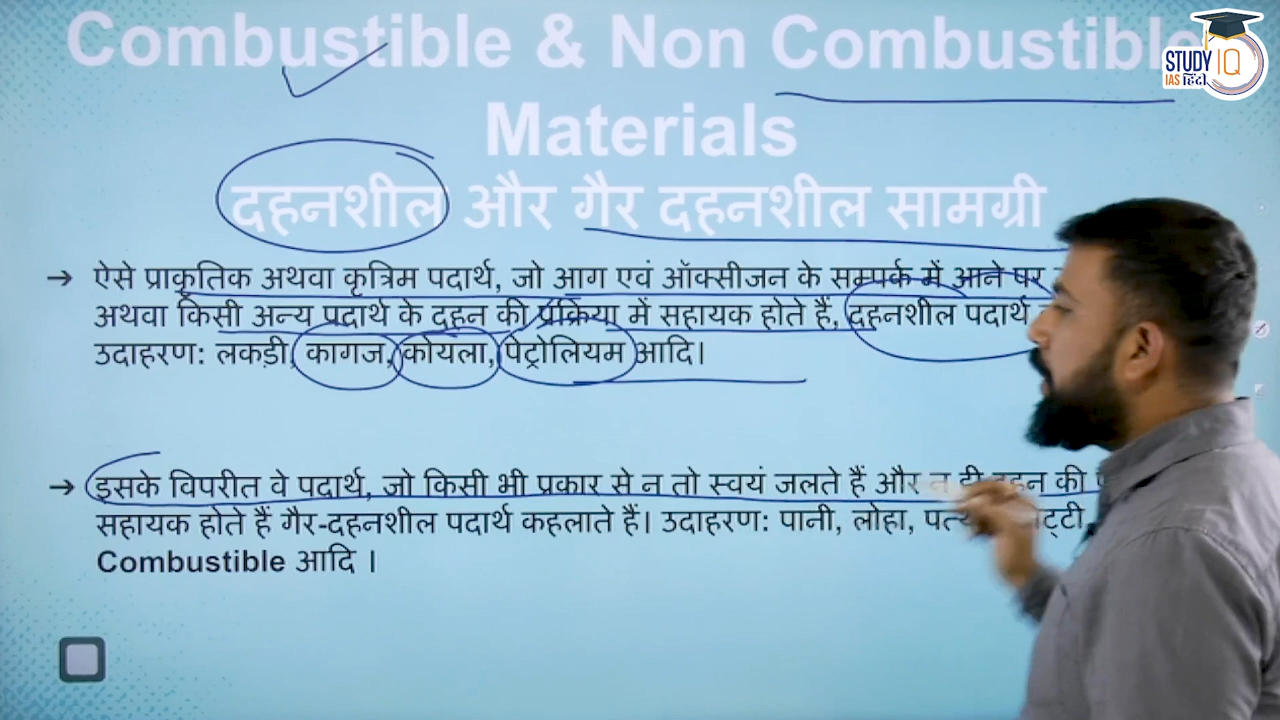 Combustible & Non Combustible
Materials
दहनशील और गैर दहनशील सामग्री
STUDY IQ
IAS हिंदी
→ ऐसे प्राकृतिक अथवा कृत्रिम पदार्थ, जो आग एवं ऑक्सीजन के सम्पर्क में आने पर
अथवा किसी अन्य पदार्थ के दहन की प्रक्रिया में सहायक होते हैं, दहनशील पदार्थ
उदाहरण: लकड़ी, कागज, कोयला, पेट्रोलियम आदि।
→ इसके विपरीत वे पदार्थ, जो किसी भी प्रकार से न तो स्वयं जलते हैं और न ही दहन की
सहायक होते हैं गैर-दहनशील पदार्थ कहलाते हैं। उदाहरण: पानी, लोहा,
Combustible आदि ।